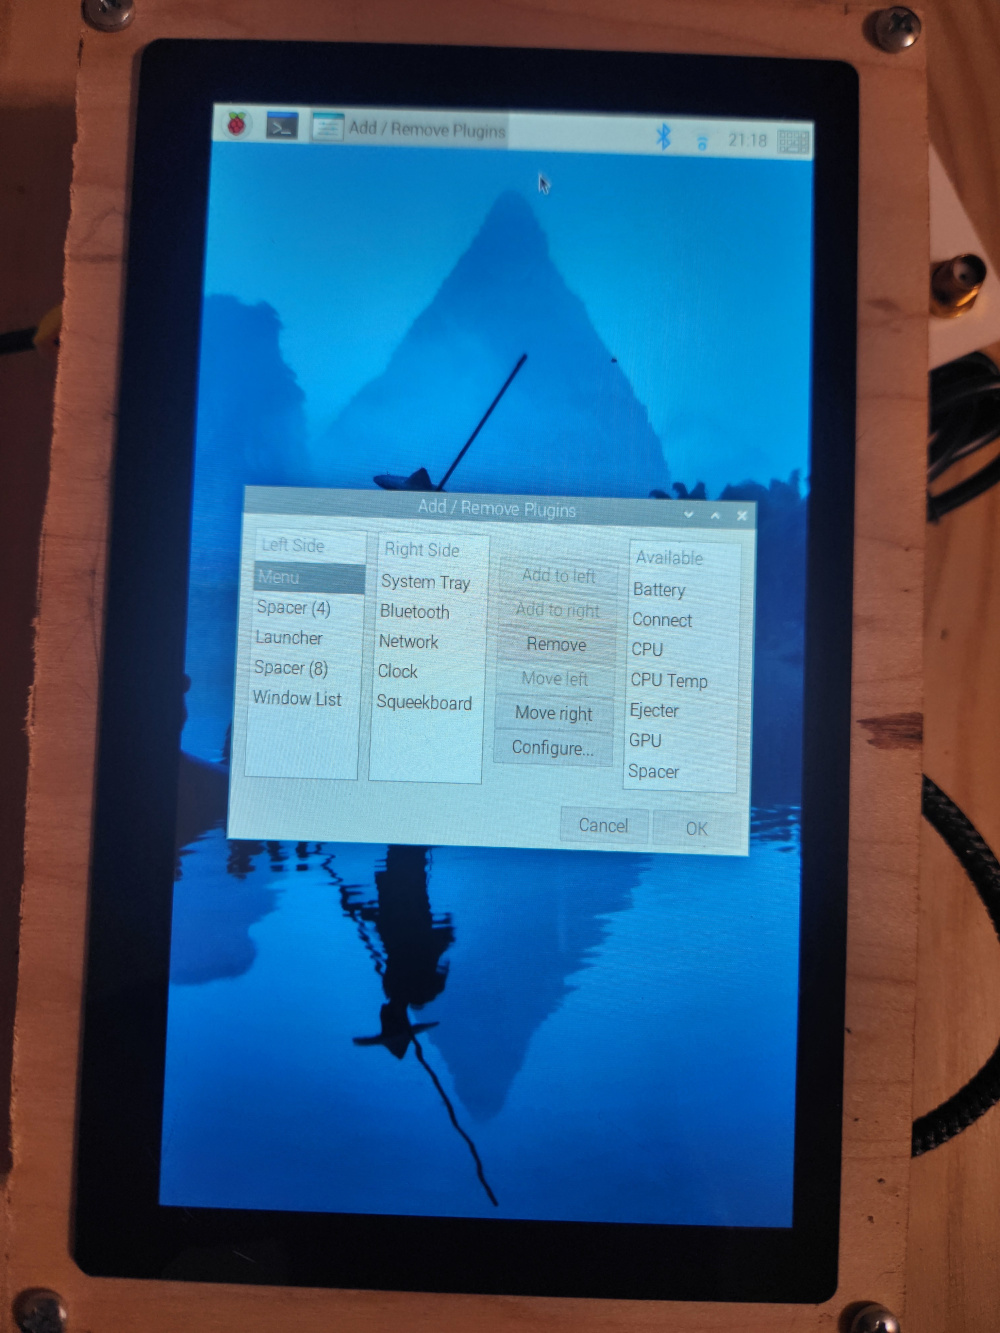 Add / Remove Plugins
21.18
Add / Remove Plugins
Left Side
Menu
Spacer (4)
Launcher
Spacer (8)
Window List
Right Side
System Tray
Bluetooth
Network
Clock
Squeekboard
Add to left
Add to right
Remove
Move left
Move right
Configure...
Available
Battery
Connect
CPU
CPU Temp
Ejecter
GPU
Spacer
Cancel
OK